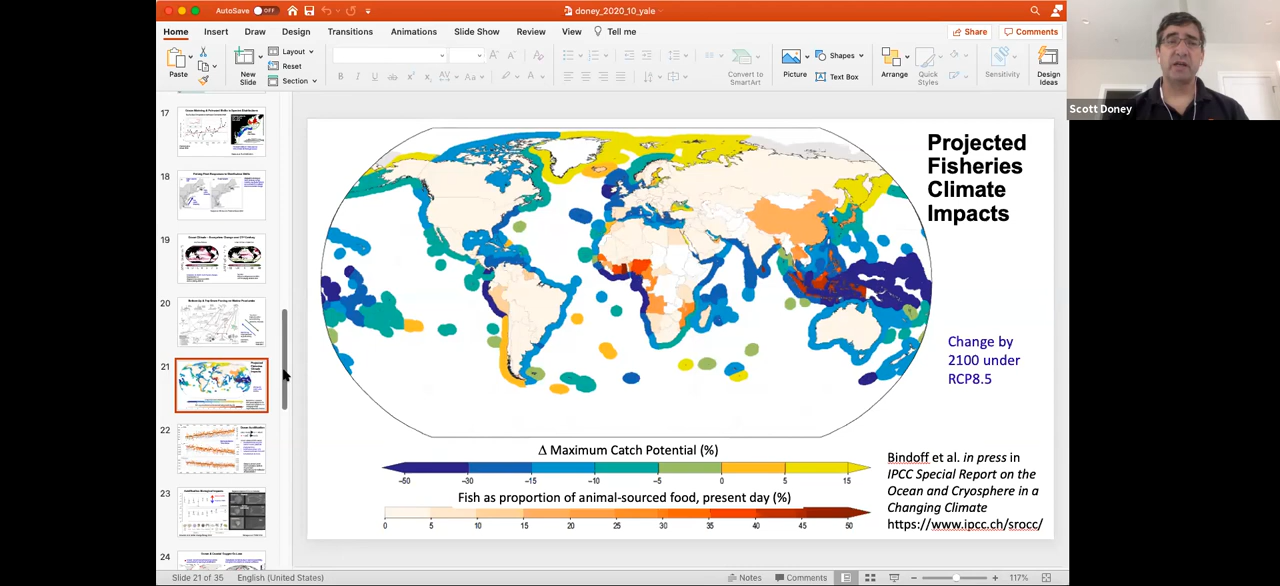 AutoSave OFF
doney_2020_10_yale
Home Insert Draw Design Transitions Animations Slide Show Review View Tell me
Share Comments
Paste
New
Slide
Layout
Reset
Section
Convert to
SmartArt
Picture
Shapes
Text Box
Arrange
Quick
Styles
Sensitivity
Design
Ideas
Scott Doney
17
18
19
20
21
22
23
24
Projected
Fisheries
Climate
Impacts
Change by
2100 under
RCP8.5
Δ Maximum Catch Potential (%)
-50 -30 -15 -10 -5 0 5 15
Fish as proportion of animal-sourced food, present day (%)
0 5 10 15 20 25 30 35 40 45 50
Bindoff et al. in press in
IPCC Special Report on the
Ocean and Cryosphere in a
Changing Climate
https://www.ipcc.ch/srocc/
Slide 21 of 35 English (United States)
Notes Comments 117%